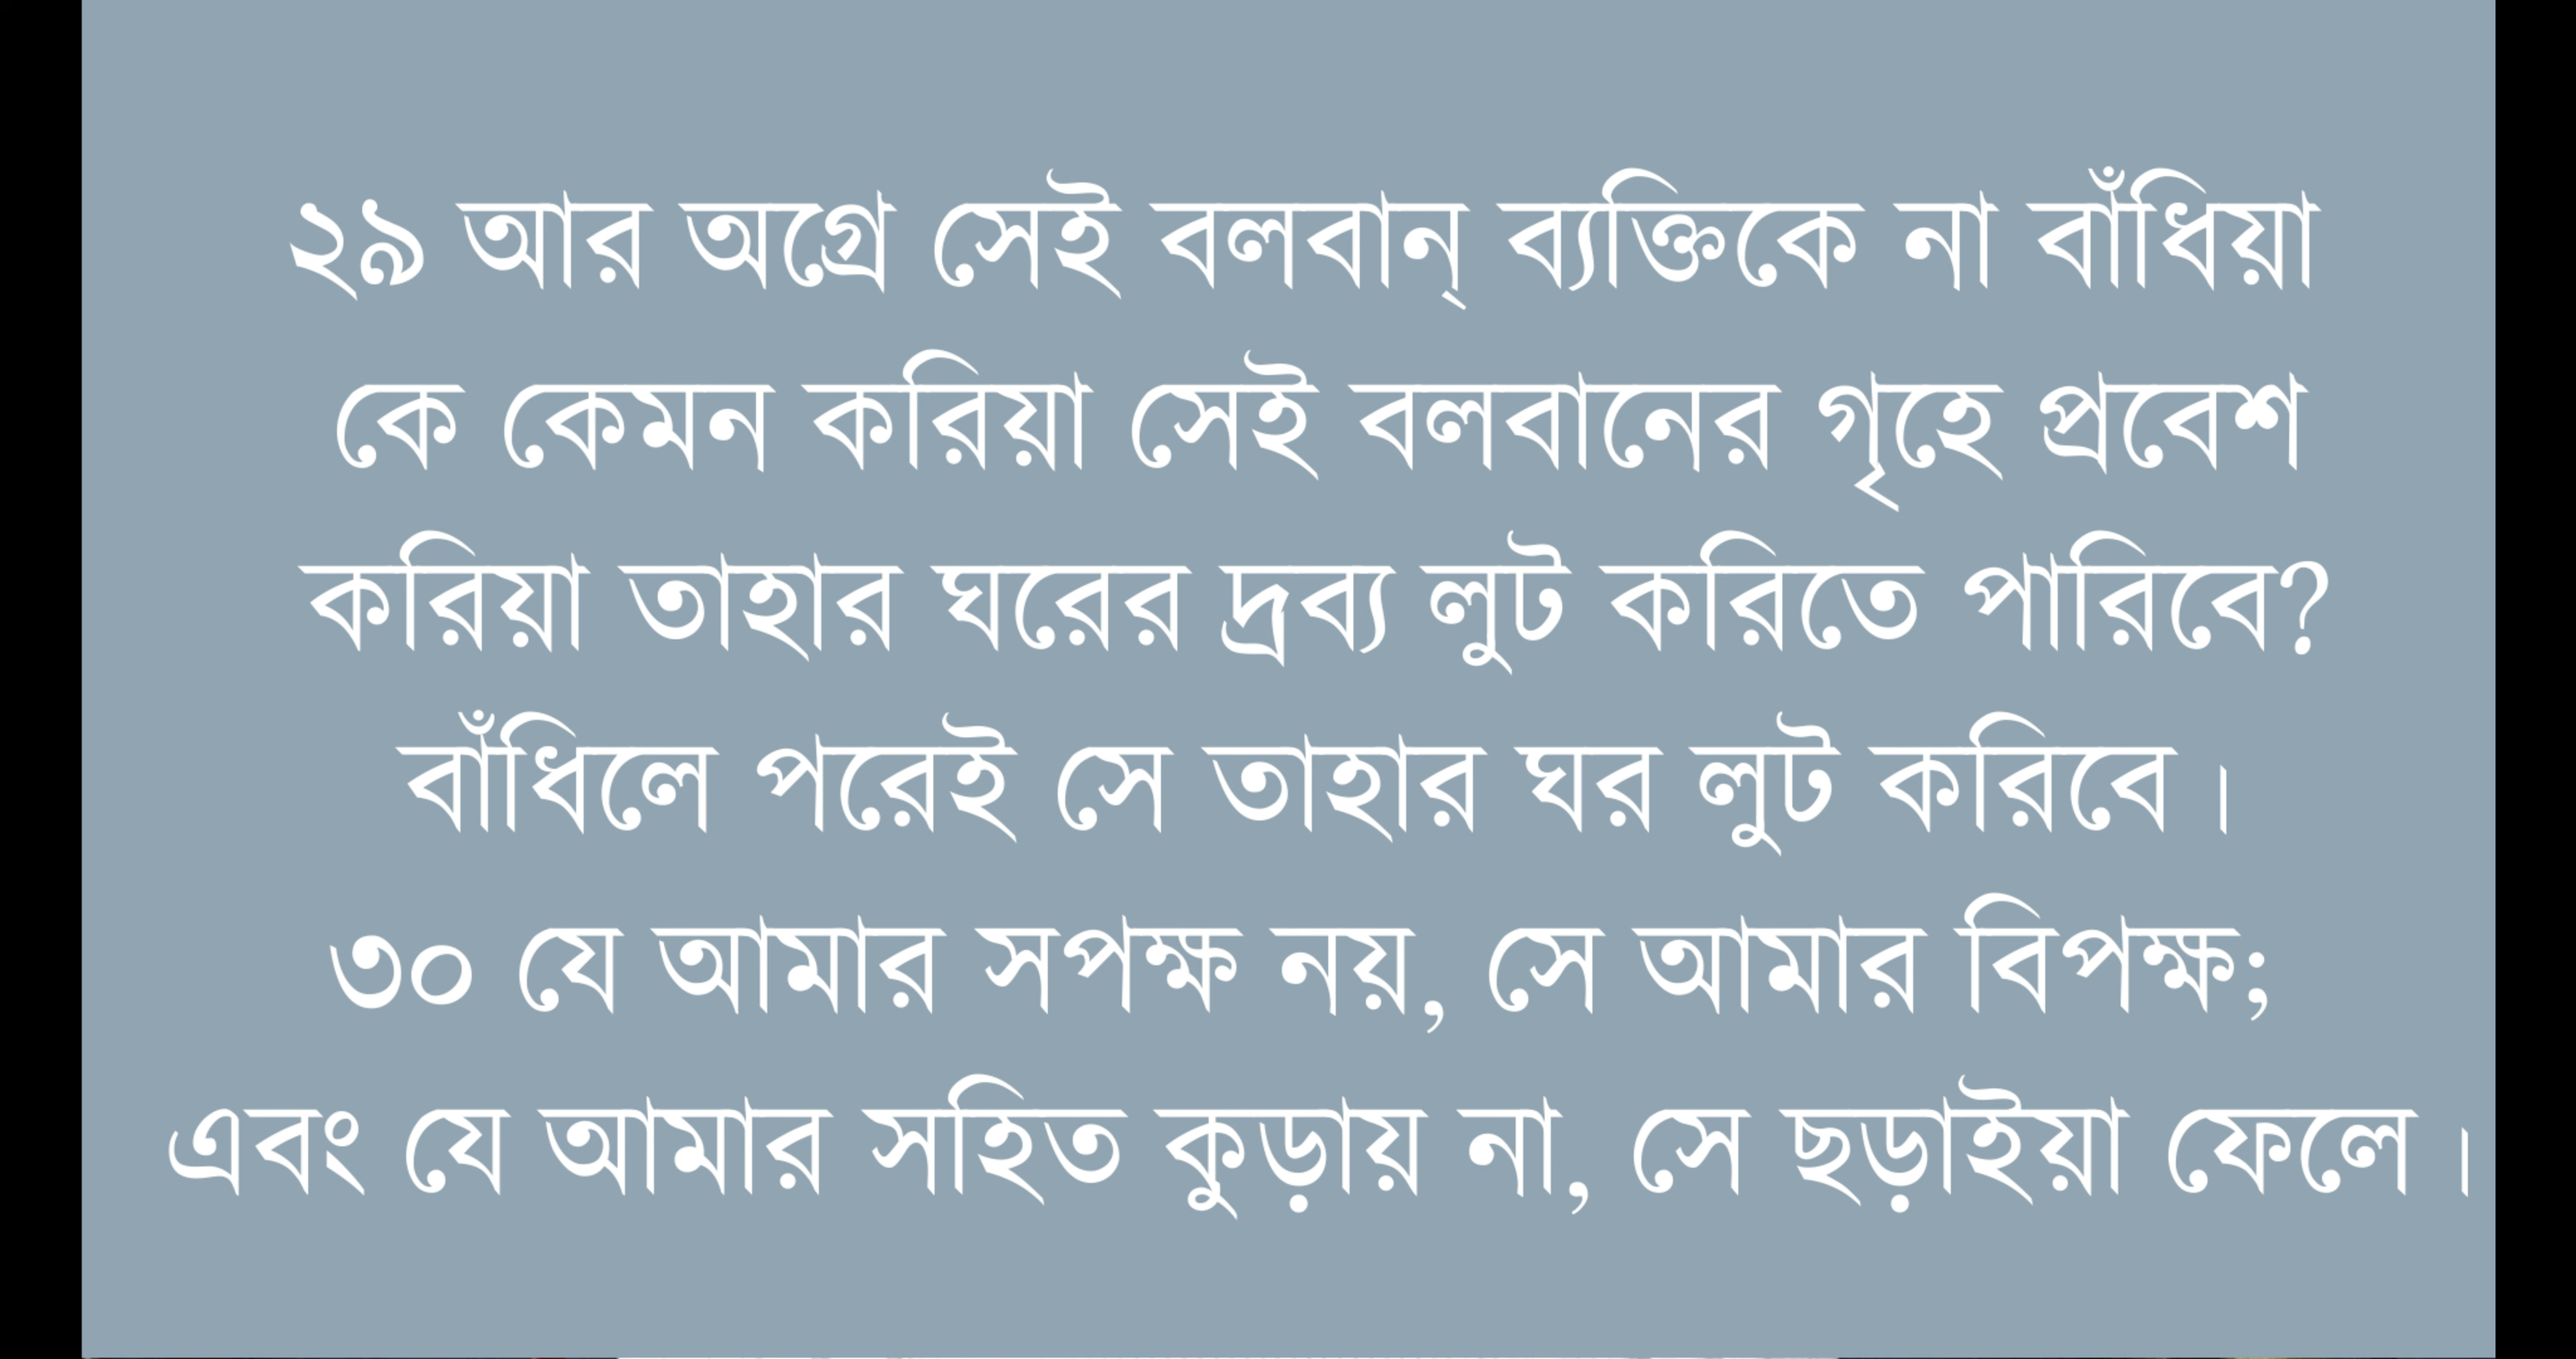 ২৯ আর অগ্রে সেই বলবান্ ব্যক্তিকে না বাঁধিয়া
কে কেমন করিয়া সেই বলবানের গৃহে প্রবেশ
করিয়া তাহার ঘরের দ্রব্য লুট করিতে পারিবে?
বাঁধিলে পরেই সে তাহার ঘর লুট করিবে।
৩০ যে আমার সপক্ষ নয়, সে আমার বিপক্ষ;
এবং যে আমার সহিত কুড়ায় না, সে ছড়াইয়া ফেলে।